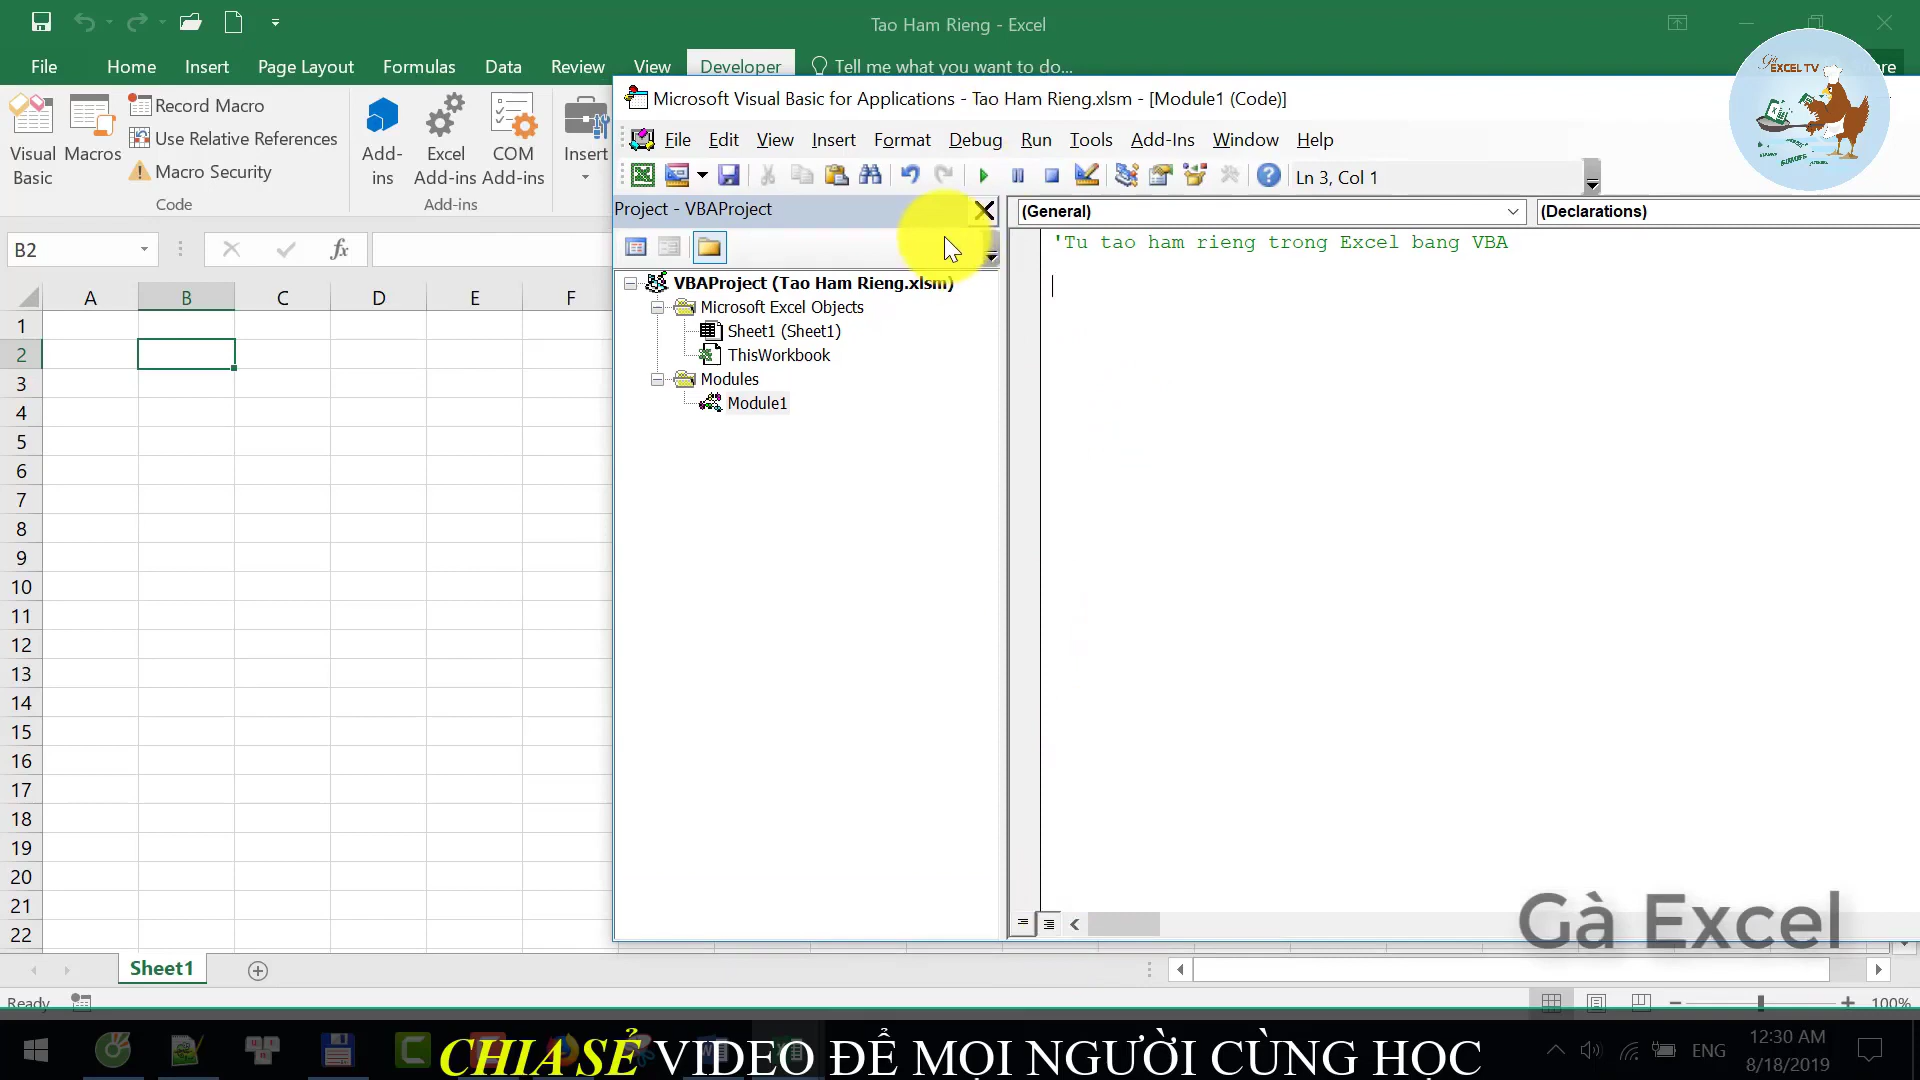 Tao Ham Rieng - Excel
File Home Insert Page Layout Formulas Data Review View Developer Tell me what you want to do...
Gà EXCEL TV
Visual Basic
Macros
Record Macro
Use Relative References
Macro Security
Code
Add-ins
Excel Add-ins
COM Add-ins
Add-ins
Insert
Microsoft Visual Basic for Applications - Tao Ham Rieng.xlsm - [Module1 (Code)]
File Edit View Insert Format Debug Run Tools Add-Ins Window Help
Ln 3, Col 1
Project - VBAProject
(General)
(Declarations)
B2
fx
'Tu tao ham rieng trong Excel bang VBA
VBAProject (Tao Ham Rieng.xlsm)
Microsoft Excel Objects
Sheet1 (Sheet1)
ThisWorkbook
Modules
Module1
A B C D E F
1
2
3
4
5
6
7
8
9
10
11
12
13
14
15
16
17
18
19
20
21
22
Gà Excel
Sheet1
Ready
100%
CHIA SẺ VIDEO ĐỂ MỌI NGƯỜI CÙNG HỌC
ENG
12:30 AM
8/18/2019